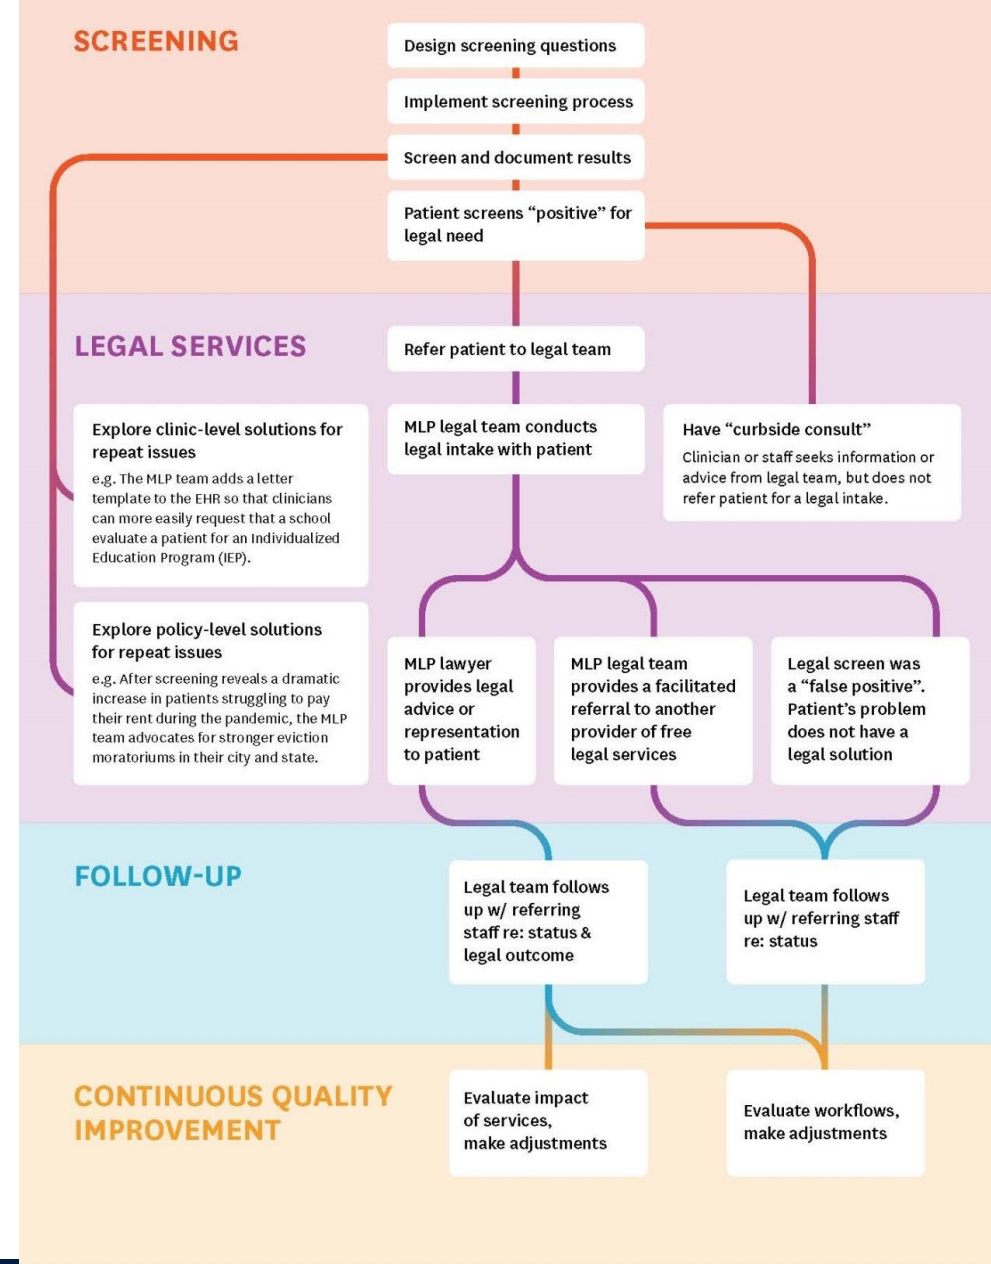 SCREENING
Design screening questions
Implement screening process
Screen and document results
Patient screens “positive” for
legal need
LEGAL SERVICES
Refer patient to legal team
Explore clinic-level solutions for
repeat issues
e.g. The MLP team adds a letter
template to the EHR so that clinicians
can more easily request that a school
evaluate a patient for an Individualized
Education Program (IEP).
MLP legal team conducts
legal intake with patient
Have “curbside consult”
Clinician or staff seeks information or
advice from legal team, but does not
refer patient for a legal intake.
Explore policy-level solutions
for repeat issues
e.g. After screening reveals a dramatic
increase in patients struggling to pay
their rent during the pandemic, the MLP
team advocates for stronger eviction
moratoriums in their city and state.
MLP lawyer
provides legal
advice or
representation
to patient
MLP legal team
provides a facilitated
referral to another
provider of free
legal services
Legal screen was
a “false positive”.
Patient’s problem
does not have a
legal solution
FOLLOW-UP
Legal team follows
up w/ referring
staff re: status &
legal outcome
Legal team follows
up w/ referring staff
re: status
CONTINUOUS QUALITY
IMPROVEMENT
Evaluate impact
of services,
make adjustments
Evaluate workflows,
make adjustments